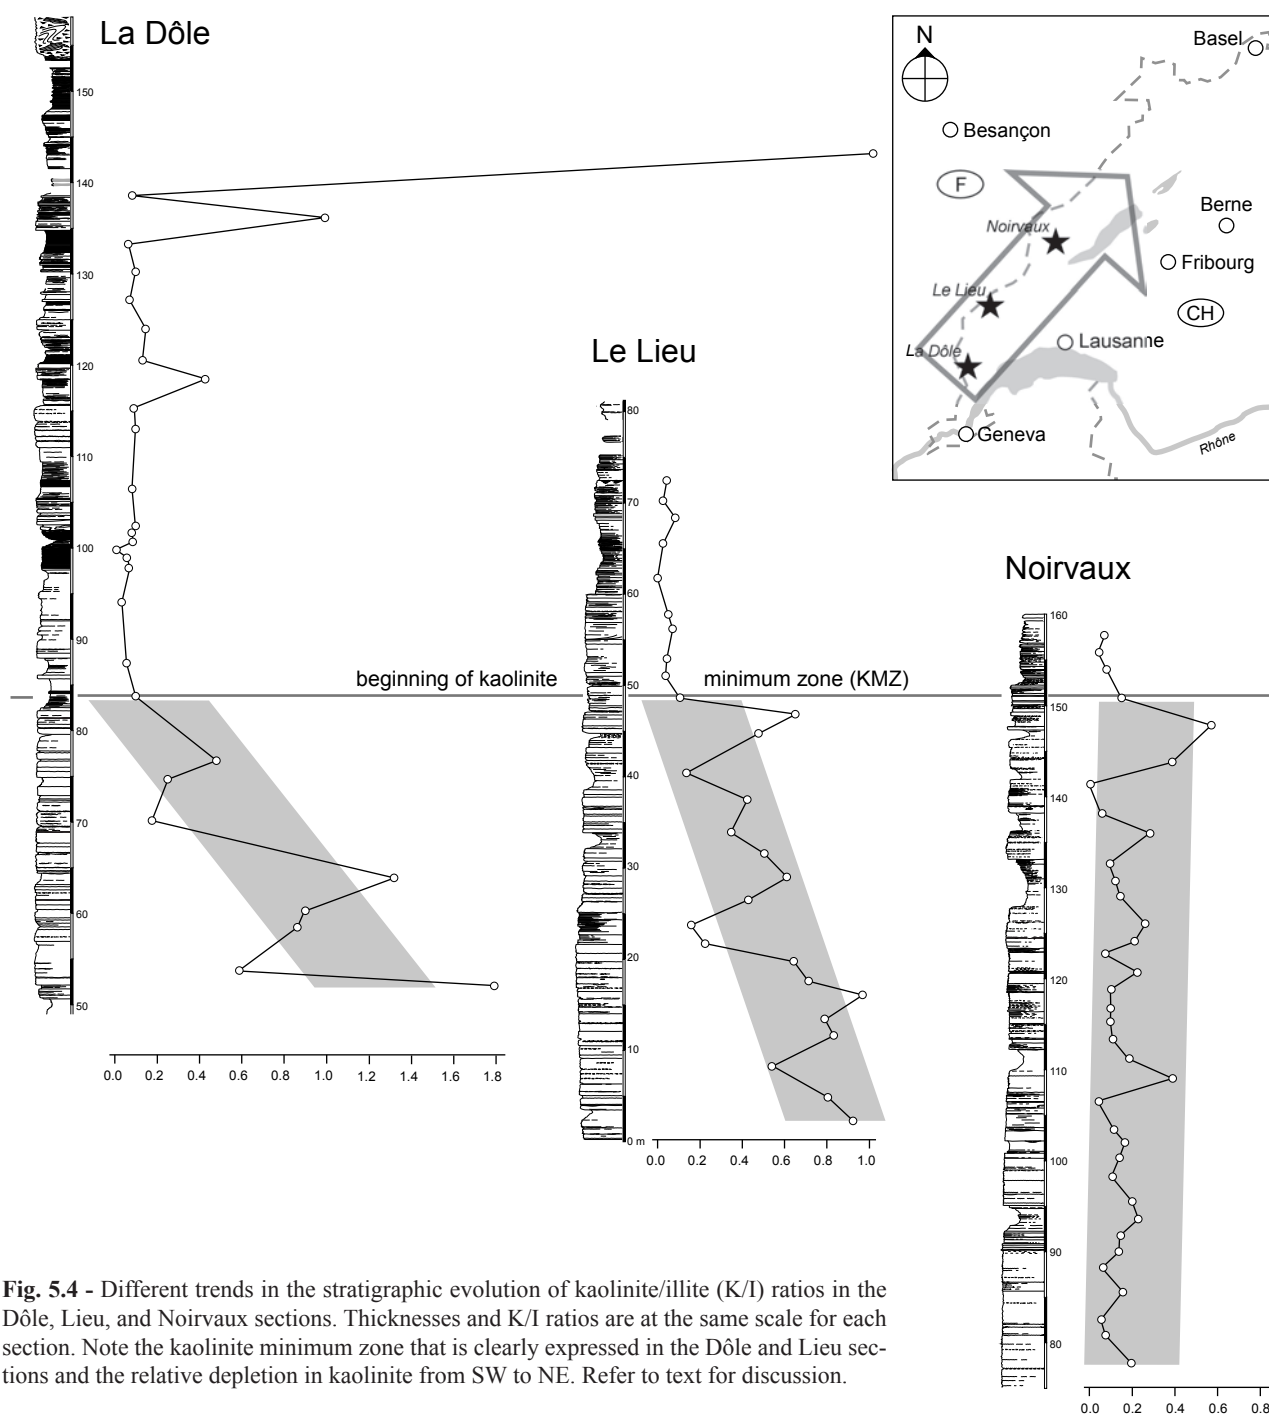 La Dôle
150
140
130
120
110
100
90
80
70
60
50
0.0 0.2 0.4 0.6 0.8 1.0 1.2 1.4 1.6 1.8
beginning of kaolinite minimum zone (KMZ)
Le Lieu
80
70
60
50
40
30
20
10
0 m
0.0 0.2 0.4 0.6 0.8 1.0
N
Basel
Besançon
F
Berne
Noirvaux
Fribourg
Le Lieu
CH
La Dôle
Lausanne
Geneva
Rhône
Noirvaux
160
150
140
130
120
110
100
90
80
0.0 0.2 0.4 0.6 0.8
Fig. 5.4 - Different trends in the stratigraphic evolution of kaolinite/illite (K/I) ratios in the
Dôle, Lieu, and Noirvaux sections. Thicknesses and K/I ratios are at the same scale for each
section. Note the kaolinite minimum zone that is clearly expressed in the Dôle and Lieu sec-
tions and the relative depletion in kaolinite from SW to NE. Refer to text for discussion.